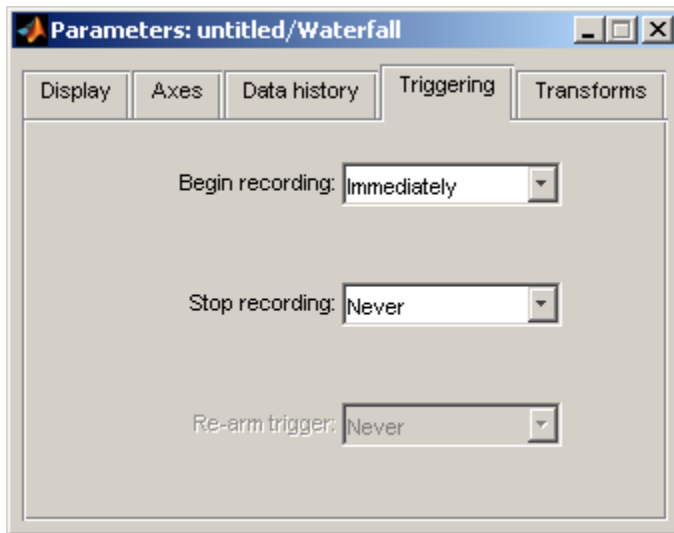 Parameters: untitled/Waterfall
Display Axes Data history Triggering Transforms
Begin recording: Immediately
Stop recording: Never
Re-arm trigger: Never